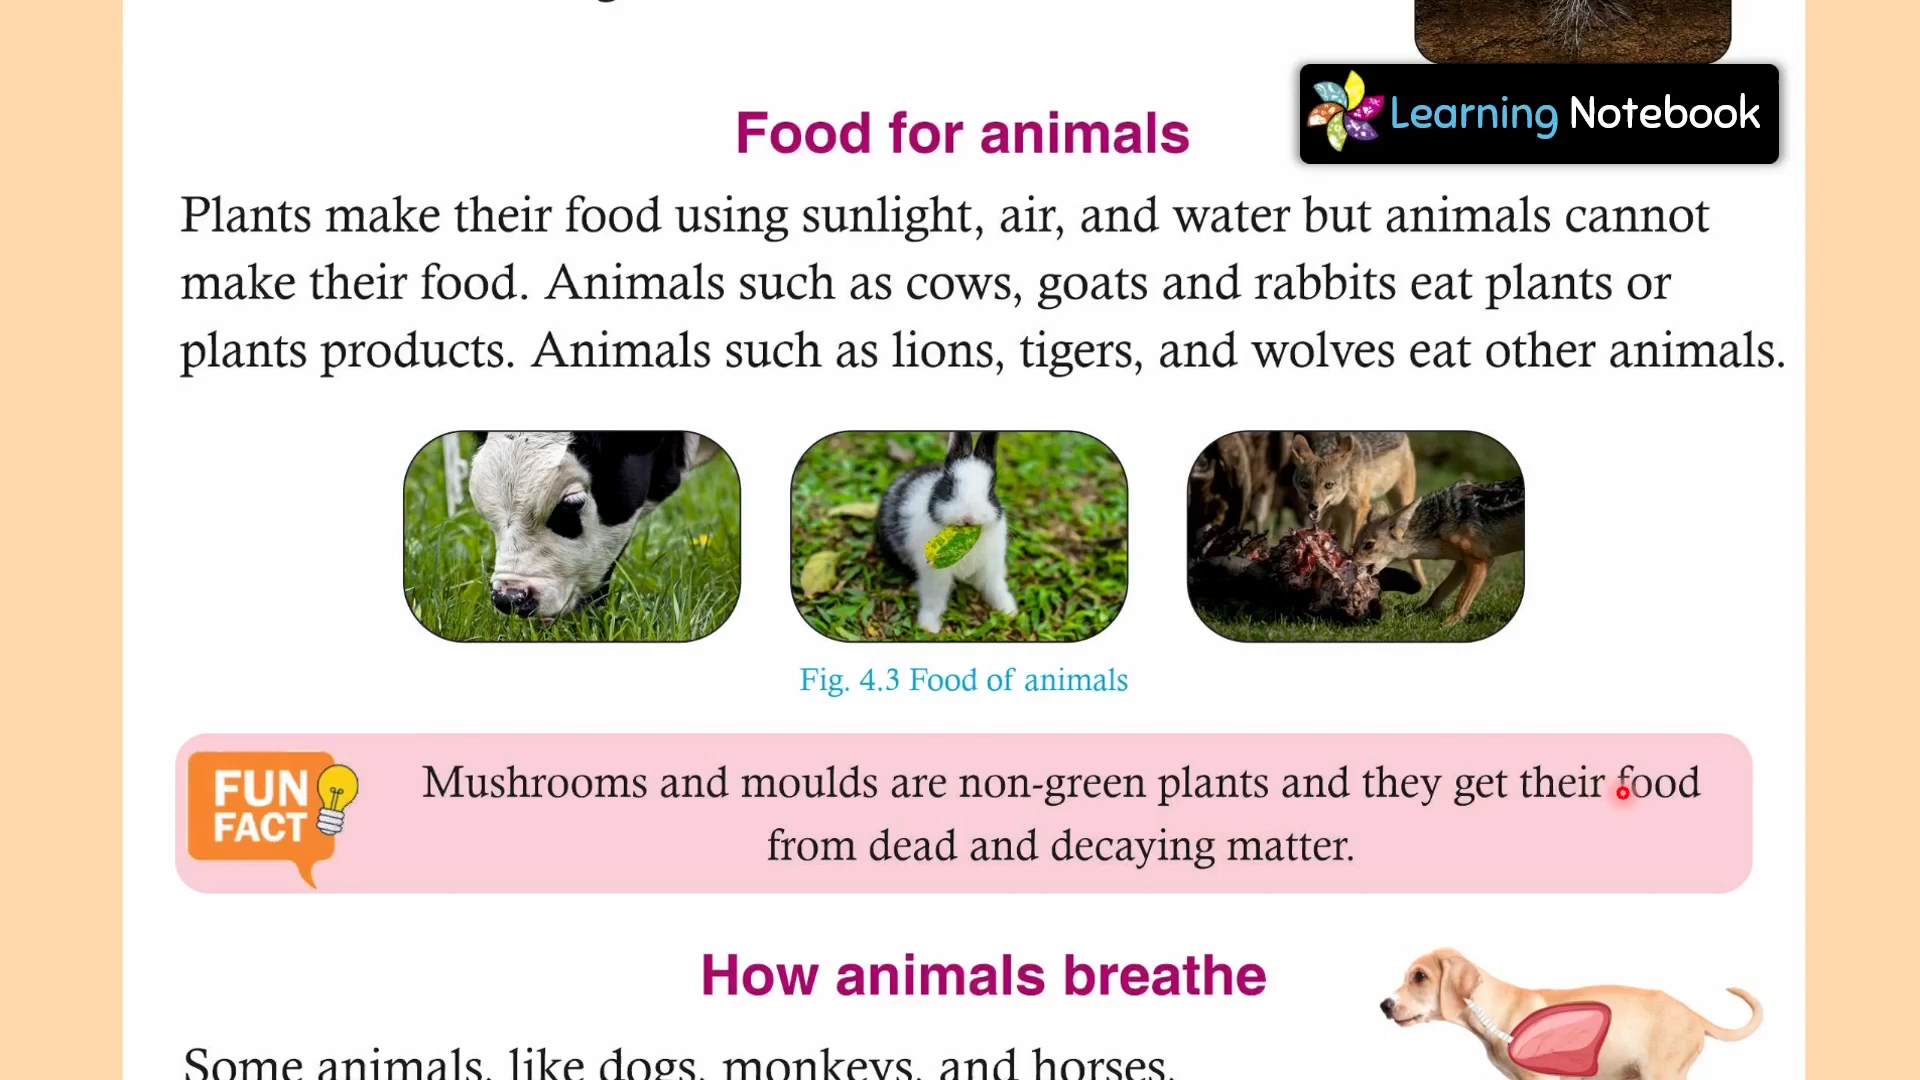 Learning Notebook
Food for animals
Plants make their food using sunlight, air, and water but animals cannot
make their food. Animals such as cows, goats and rabbits eat plants or
plants products. Animals such as lions, tigers, and wolves eat other animals.
Fig. 4.3 Food of animals
FUN
FACT
Mushrooms and moulds are non-green plants and they get their food
from dead and decaying matter.
How animals breathe
Some animals, like dogs, monkeys, and horses,